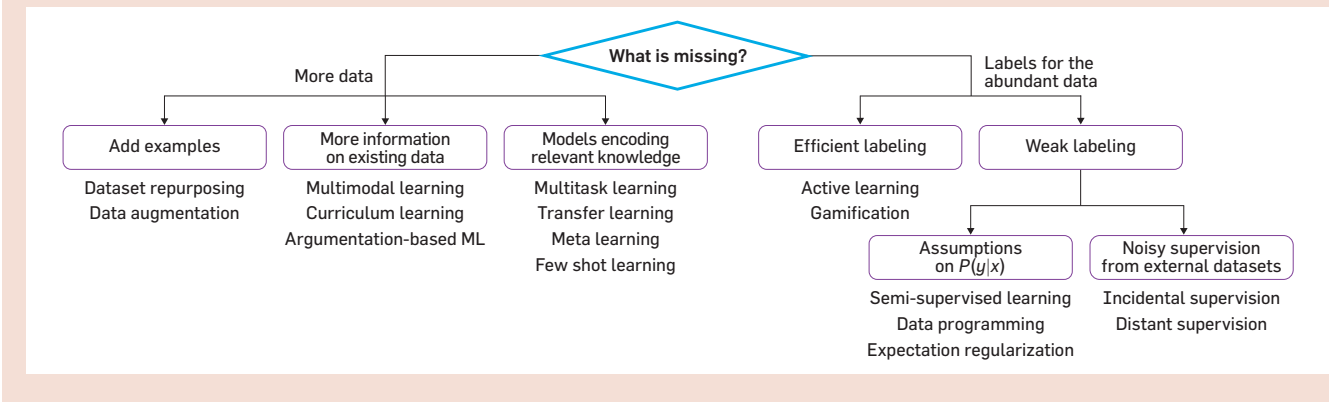 What is missing?
More data
Labels for the
abundant data
Add examples
Dataset repurposing
Data augmentation
More information
on existing data
Multimodal learning
Curriculum learning
Argumentation-based ML
Models encoding
relevant knowledge
Multitask learning
Transfer learning
Meta learning
Few shot learning
Efficient labeling
Active learning
Gamification
Weak labeling
Assumptions
on P(y|x)
Semi-supervised learning
Data programming
Expectation regularization
Noisy supervision
from external datasets
Incidental supervision
Distant supervision